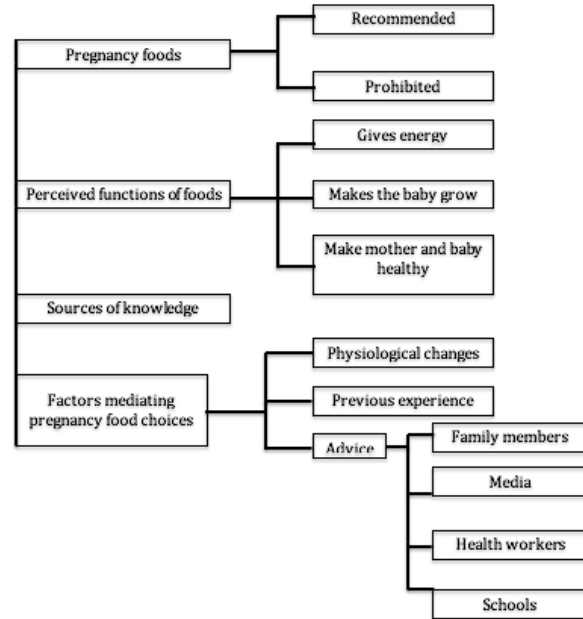 Recommended
Pregnancy foods
Prohibited
Gives energy
Perceived functions of foods
Makes the baby grow
Make mother and baby
healthy
Sources of knowledge
Physiological changes
Factors mediating
pregnancy food choices
Previous experience
Advice
Family members
Media
Health workers
Schools